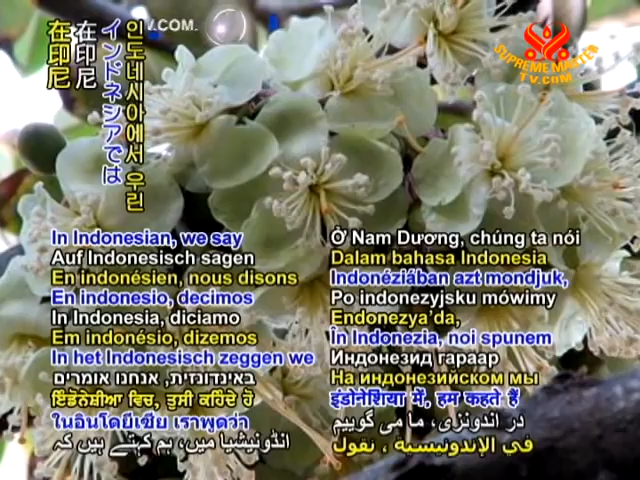 在印尼
在印尼
インドネシアでは
인도네시아에서 우린
TV.COM
SUPREME MASTER
TV.COM
In Indonesian, we say
Auf Indonesisch sagen
En indonésien, nous disons
En indonesio, decimos
In Indonesia, diciamo
Em indonésio, dizemos
In het Indonesisch zeggen we
באינדונזית, אנחנו אומרים
ਇੰਡੋਨੇਸ਼ੀਆ ਵਿਚ, ਤੁਸੀ ਕਹਿੰਦੇ ਹੋ
ในอินโดยีเซีย เราพูดว่า
انڈونیشیا میں، ہم کہتے ہیں کہ
Ở Nam Dương, chúng ta nói
Dalam bahasa Indonesia
Indonéziában azt mondjuk,
Po indonezyjsku mówimy
Endonezya'da,
În Indonezia, noi spunem
Индонезид гараар
На индонезийском мы
इंडोनेशिया में, हम कहते हैं
در اندونزی، ما می گوییم
في الإندونيسية ، نقول